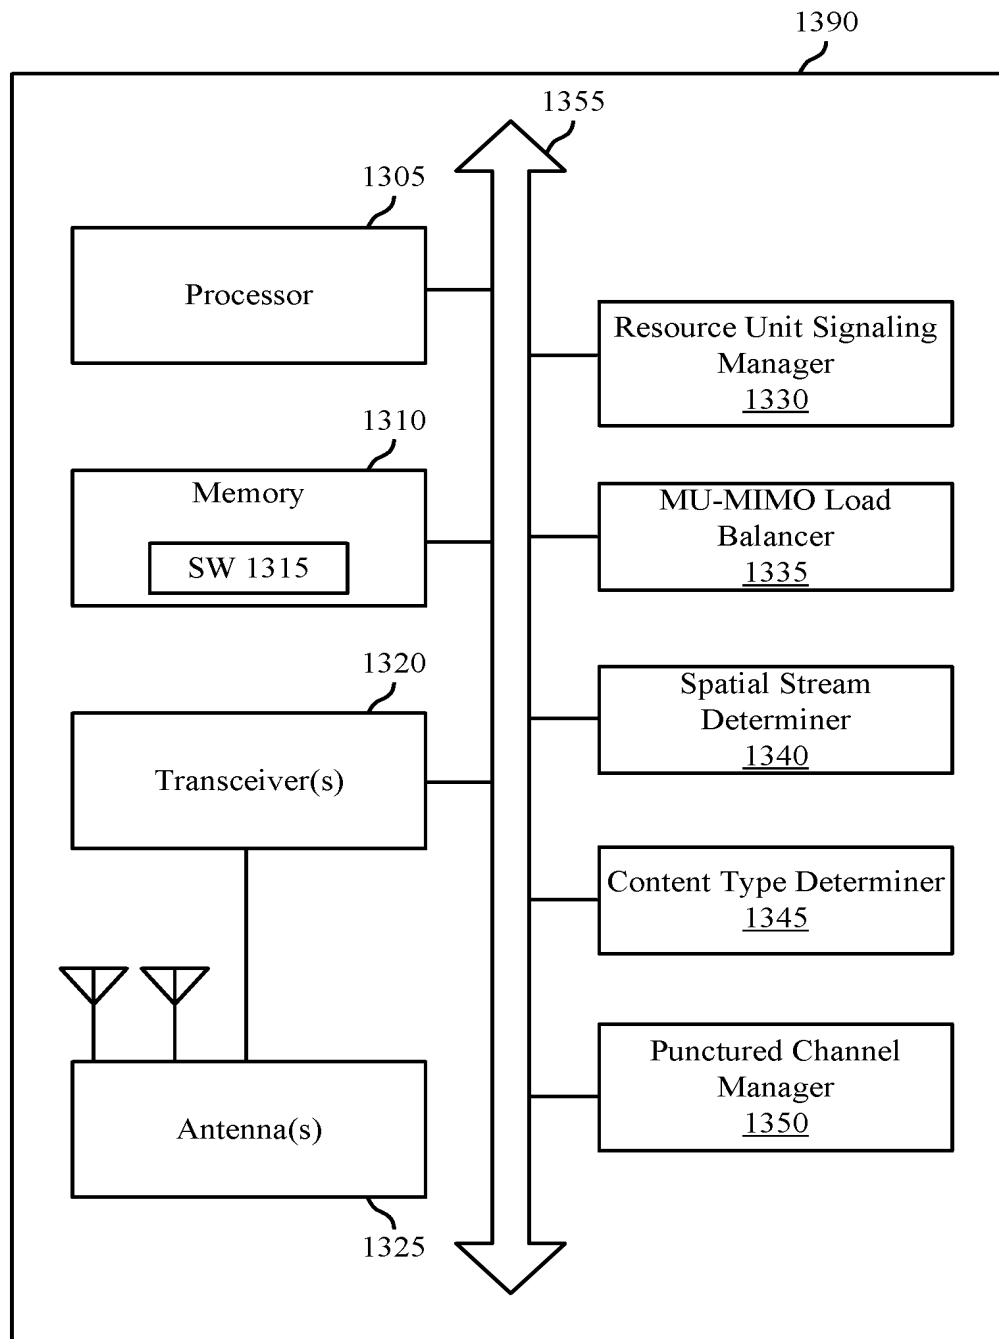 1390
1355
1305
Processor
1310
Memory
SW 1315
1320
Transceiver(s)
Antenna(s)
1325
Resource Unit Signaling
Manager
1330
MU-MIMO Load
Balancer
1335
Spatial Stream
Determiner
1340
Content Type Determiner
1345
Punctured Channel
Manager
1350